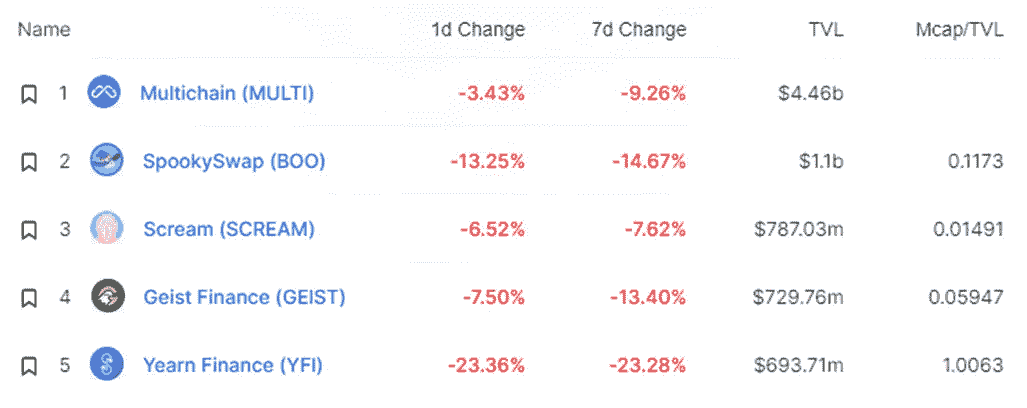 Name 1d Change 7d Change TVL Mcap/TVL
1 Multichain (MULTI) -3.43% -9.26% $4.46b
2 SpookySwap (BOO) -13.25% -14.67% $1.1b 0.1173
3 Scream (SCREAM) -6.52% -7.62% $787.03m 0.01491
4 Geist Finance (GEIST) -7.50% -13.40% $729.76m 0.05947
5 Yearn Finance (YFI) -23.36% -23.28% $693.71m 1.0063